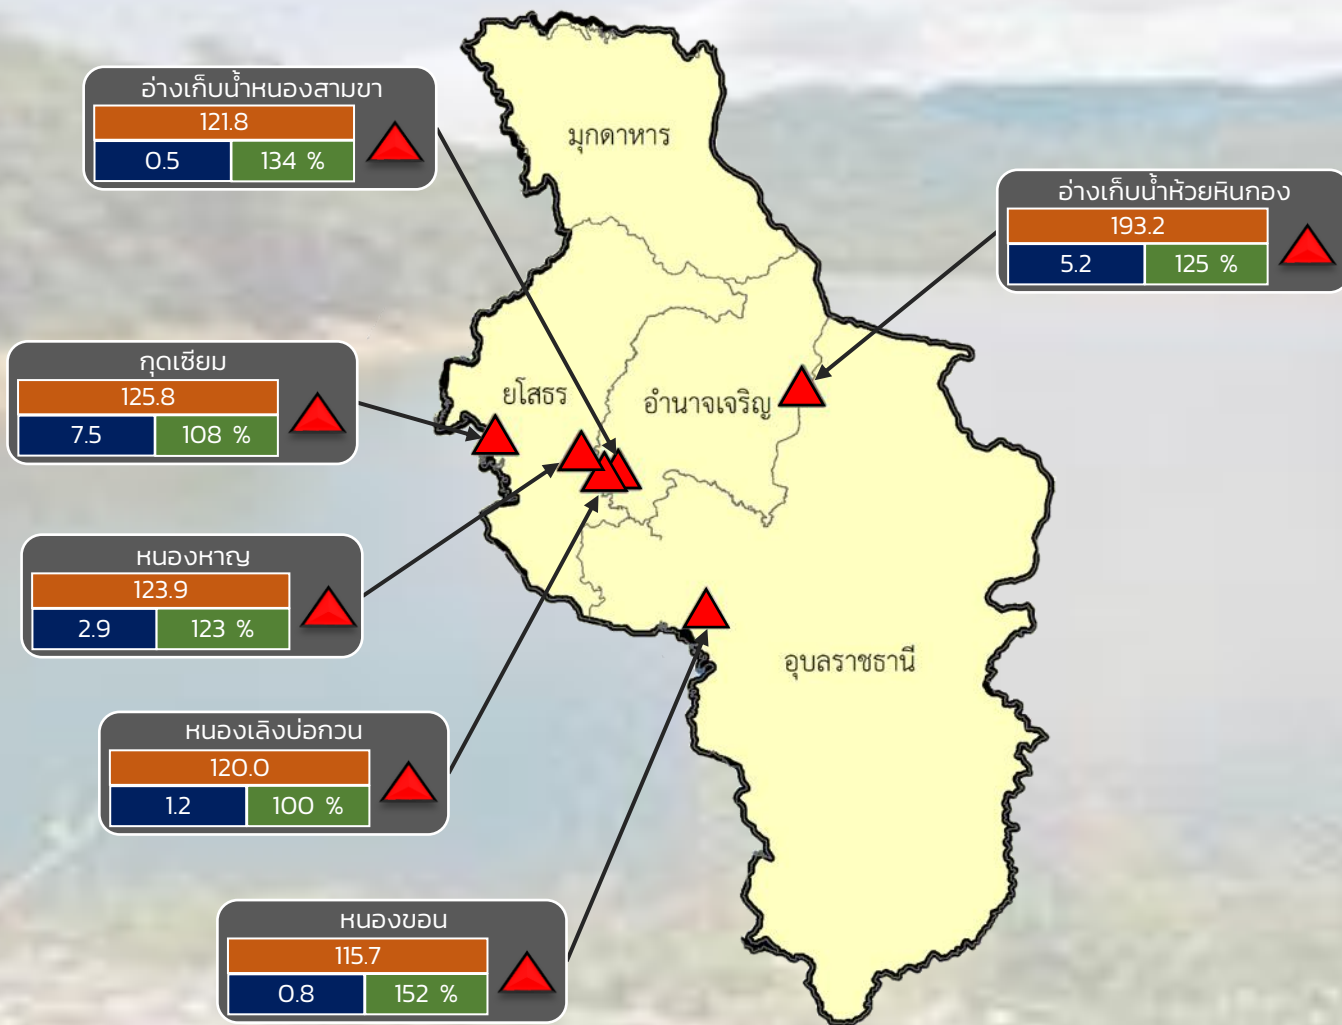 อ่างเก็บน้ำหนองสามขา
121.8
0.5 134 %
มุกดาหาร
อ่างเก็บน้ำห้วยหินกอง
193.2
5.2 125 %
กุดเซียม
125.8
7.5 108 %
ยโสธร
อำนาจเจริญ
หนองหาญ
123.9
2.9 123 %
อุบลราชธานี
หนองเลิงบ่อกวน
120.0
1.2 100 %
หนองขอน
115.7
0.8 152 %